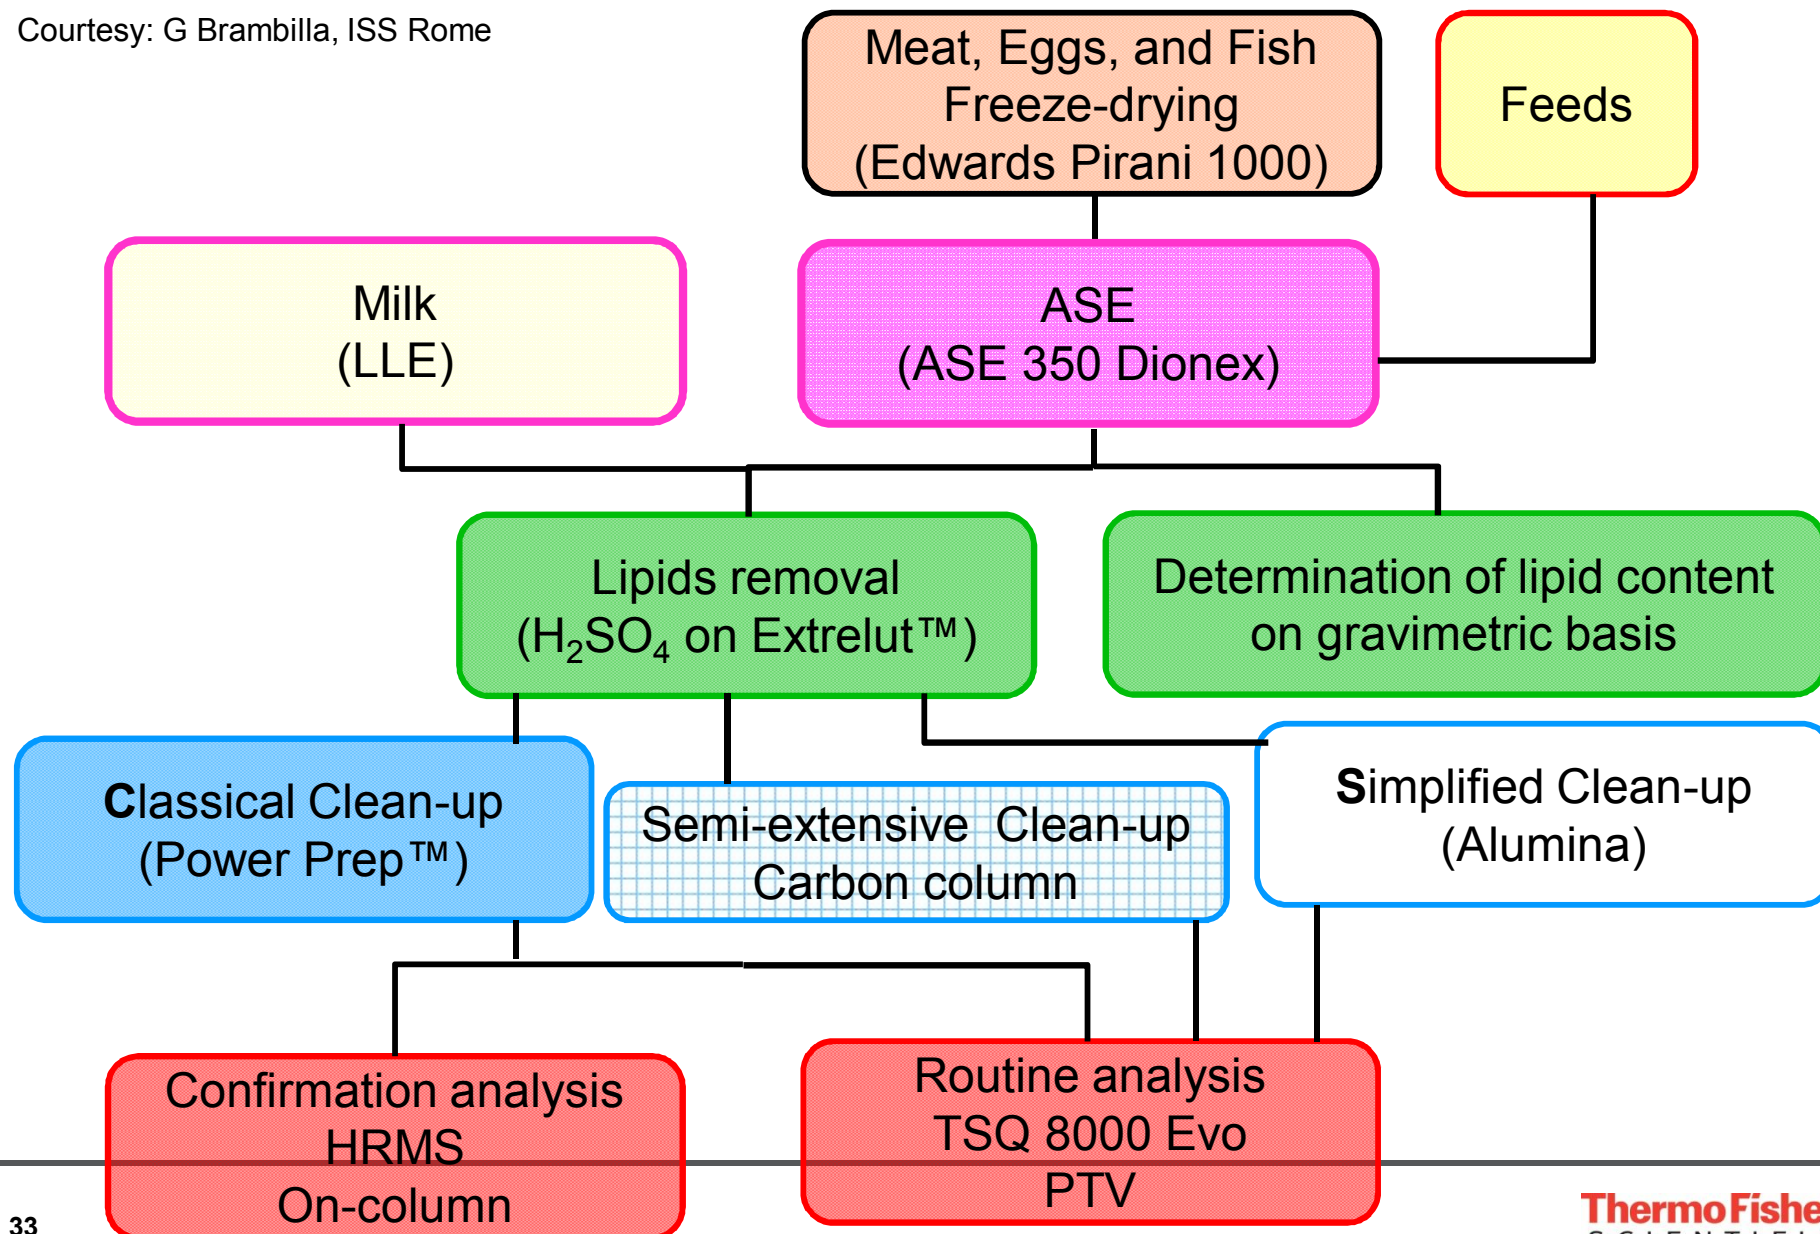 Courtesy: G Brambilla, ISS Rome
Meat, Eggs, and Fish
Freeze-drying
(Edwards Pirani 1000)
Feeds
Milk
(LLE)
ASE
(ASE 350 Dionex)
Lipids removal
(H₂SO₄ on Extrelut™)
Determination of lipid content
on gravimetric basis
Classical Clean-up
(Power Prep™)
Semi-extensive Clean-up
Carbon column
Simplified Clean-up
(Alumina)
Confirmation analysis
HRMS
On-column
Routine analysis
TSQ 8000 Evo
PTV
33
ThermoFishe